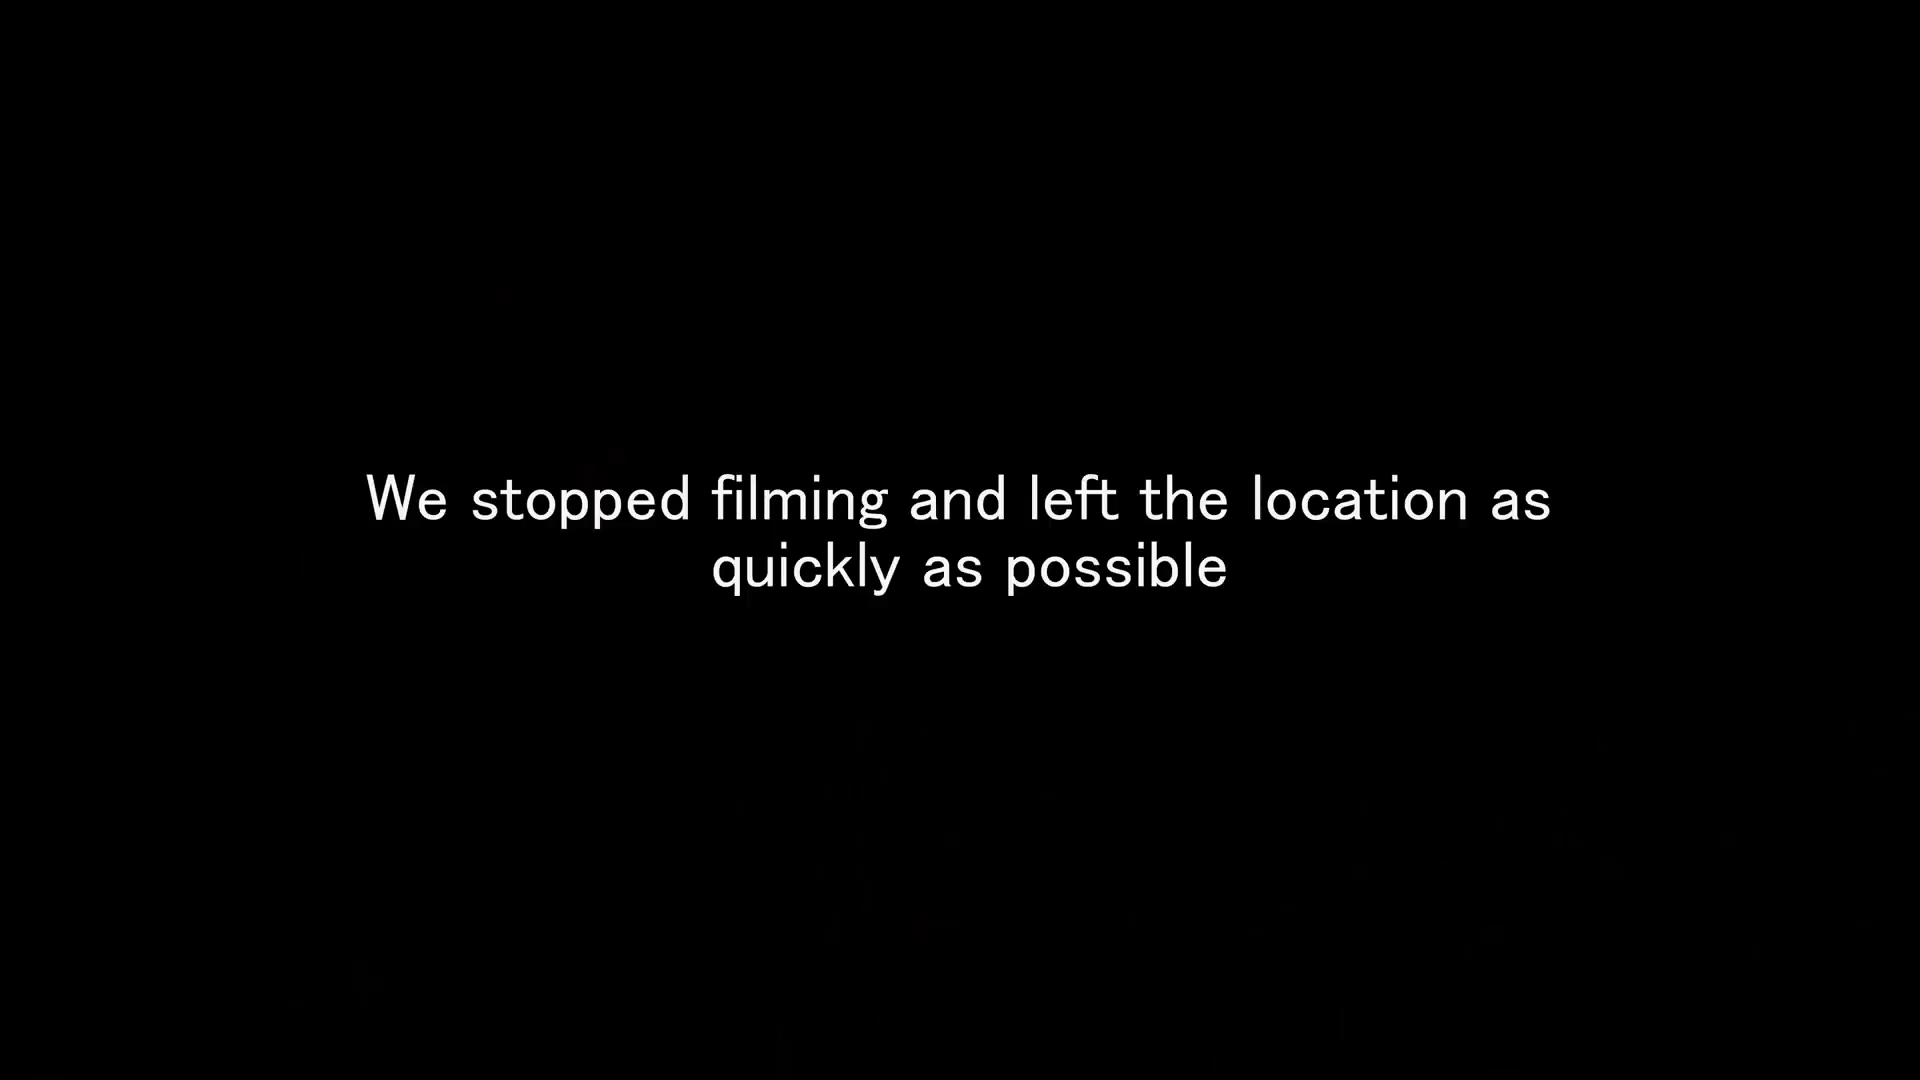 We stopped filming and left the location as
quickly as possible